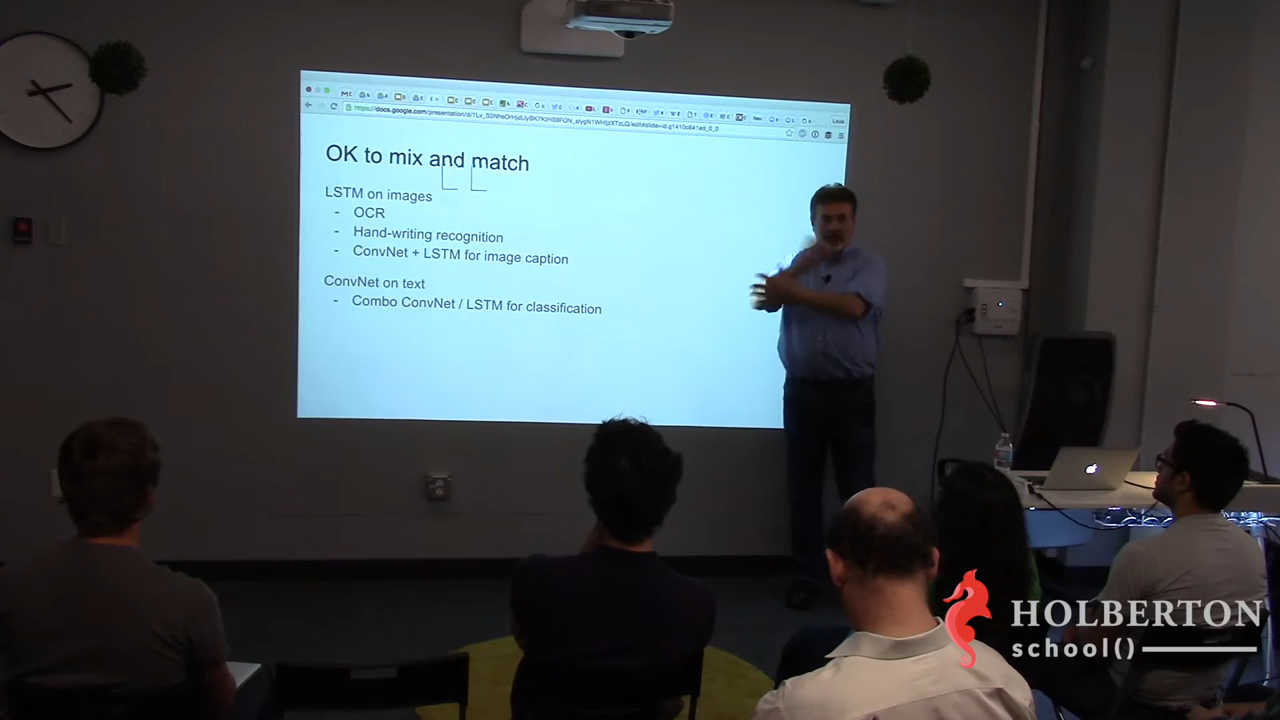 OK to mix and match
LSTM on images
- OCR
- Hand-writing recognition
- ConvNet + LSTM for image caption
ConvNet on text
- Combo ConvNet / LSTM for classification
HOLBERTON
school()